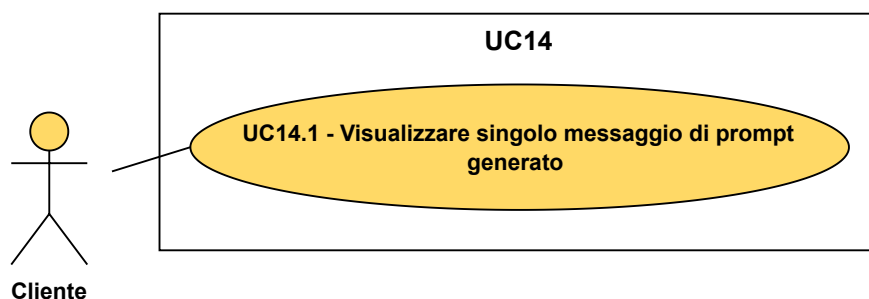 UC14
UC14.1 - Visualizzare singolo messaggio di prompt
generato
Cliente